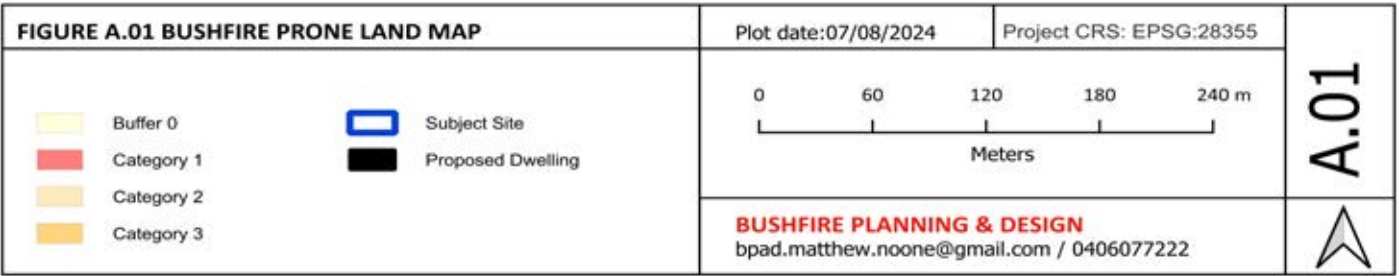 FIGURE A.01 BUSHFIRE PRONE LAND MAP
Buffer 0
Category 1
Category 2
Category 3
Subject Site
Proposed Dwelling
Plot date:07/08/2024
Project CRS: EPSG:28355
0 60 120 180 240 m
Meters
BUSHFIRE PLANNING & DESIGN
bpad.matthew.noone@gmail.com / 0406077222
A.01